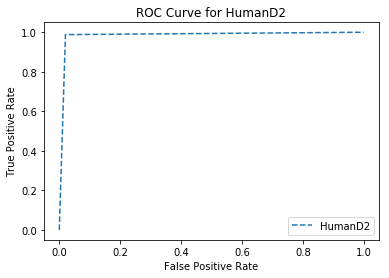 ROC Curve for HumanD2
1.0
0.8
0.6
0.4
0.2
0.0
True Positive Rate
HumanD2
0.0 0.2 0.4 0.6 0.8 1.0
False Positive Rate